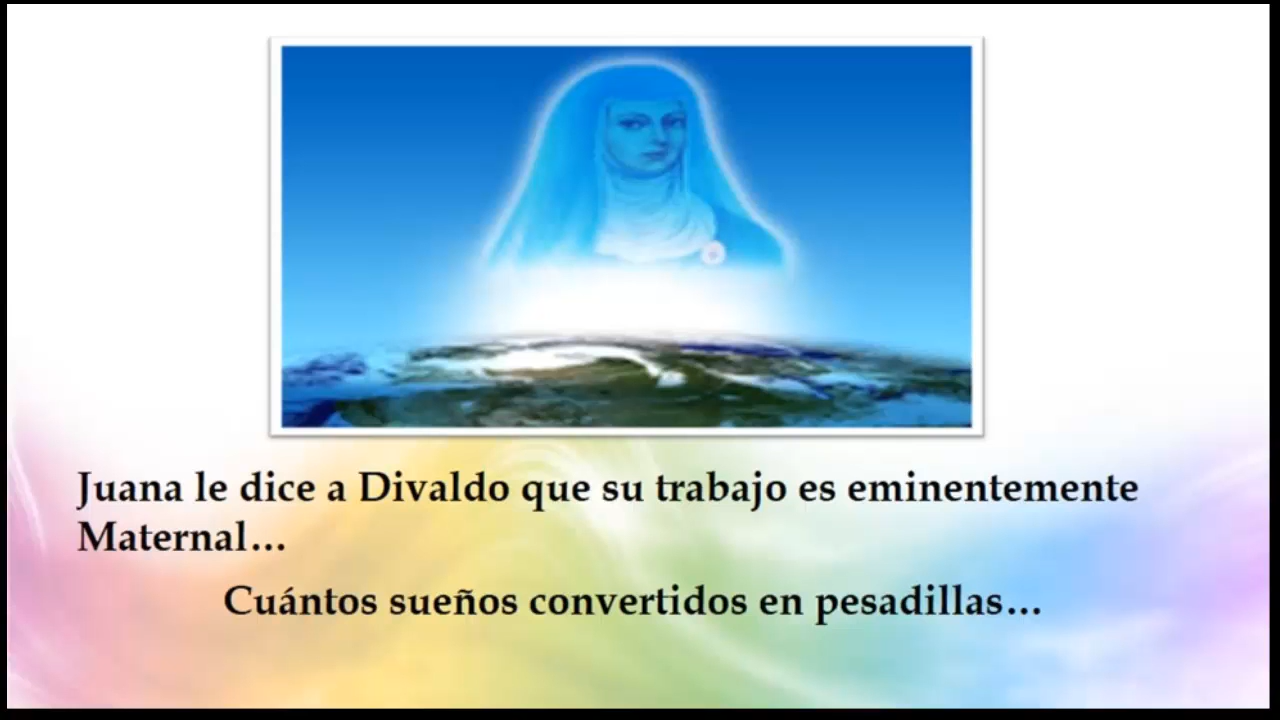 Juana le dice a Divaldo que su trabajo es eminentemente
Maternal…
Cuántos sueños convertidos en pesadillas…